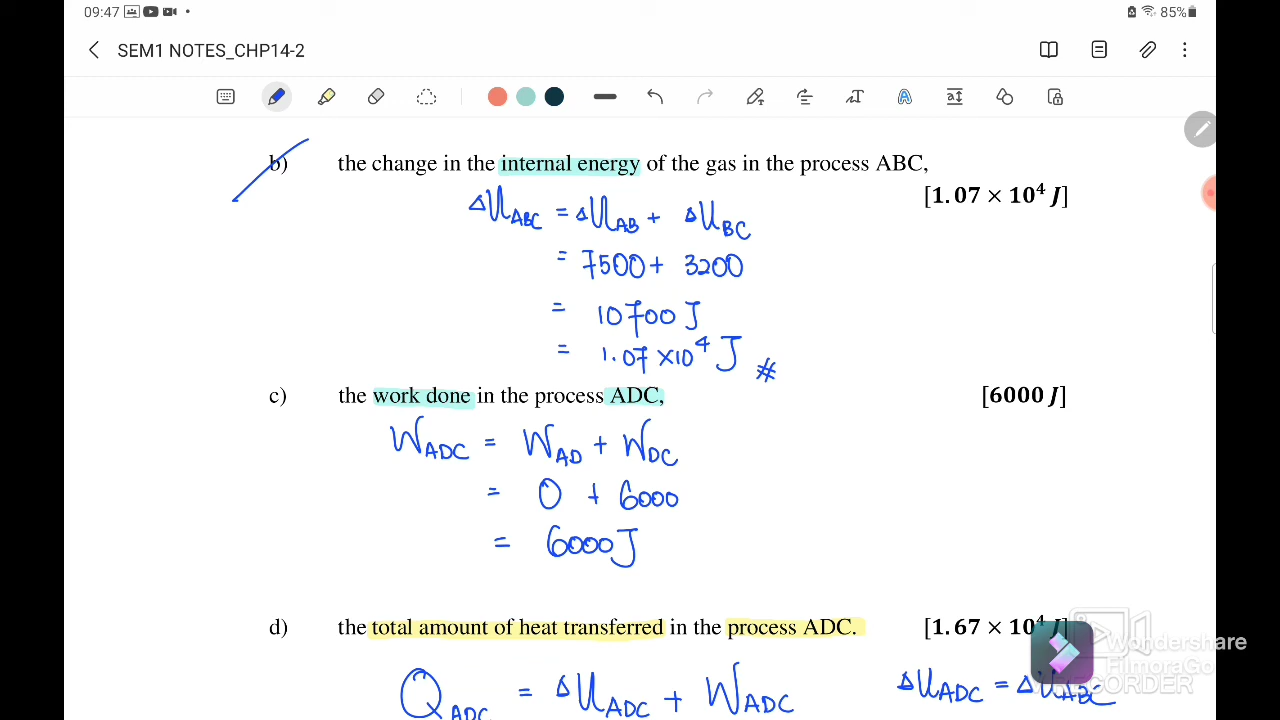 09:47 85%
SEM1 NOTES_CHP14-2
b) the change in the internal energy of the gas in the process ABC,
[1.07 × 10⁴ J]
ΔU_ABC = ΔU_AB + ΔU_BC
= 7500 + 3200
= 10700 J
= 1.07 × 10⁴ J #
c) the work done in the process ADC, [6000 J]
W_ADC = W_AD + W_DC
= 0 + 6000
= 6000 J
d) the total amount of heat transferred in the process ADC. [1.67 × 10⁴ J]
Wondershare
FilmoraGo
RECORDER
Q_ADC = ΔU_ADC + W_ADC ΔU_ADC = ΔU_ABC